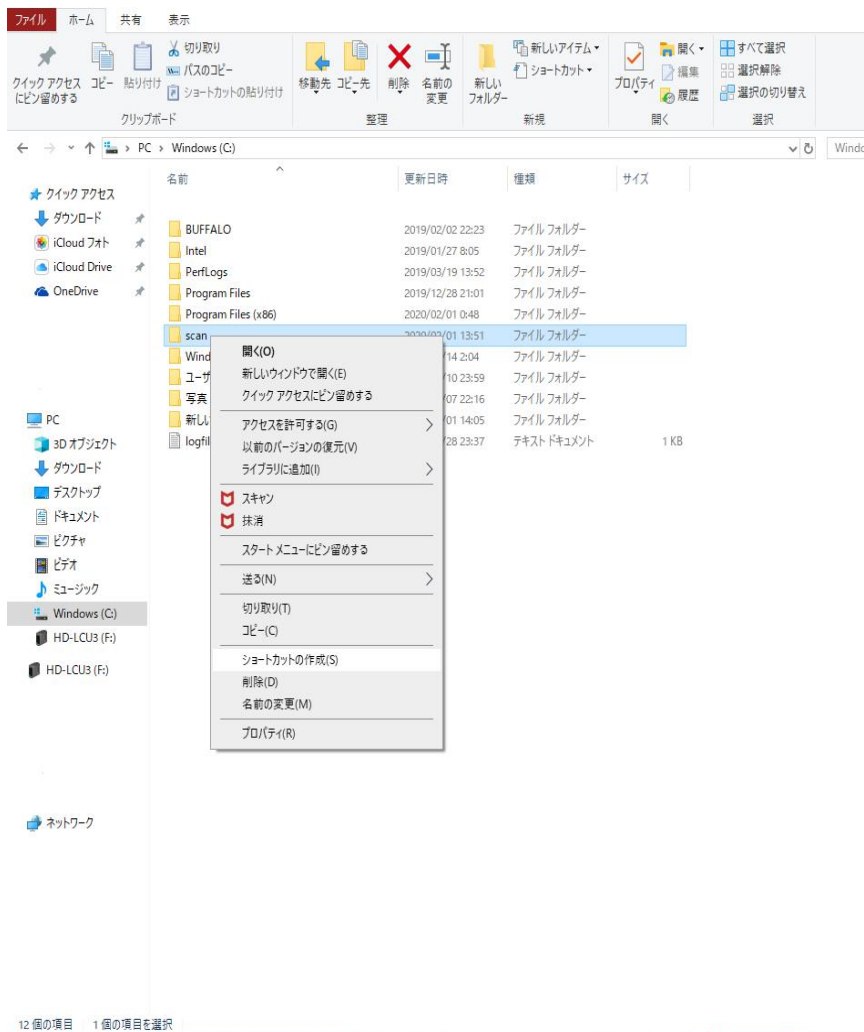 ファイル ホーム 共有 表示
クイック アクセスにピン留めする
コピー
貼り付け
切り取り
パスのコピー
ショートカットの貼り付け
クリップボード
移動先
コピー先
削除
名前の変更
整理
新しいフォルダー
新しいアイテム
ショートカット
新規
プロパティ
開く
編集
履歴
開く
すべて選択
選択解除
選択の切り替え
選択
PC › Windows (C:)
名前 更新日時 種類 サイズ
クイック アクセス
ダウンロード
iCloud フォト
iCloud Drive
OneDrive
PC
3D オブジェクト
ダウンロード
デスクトップ
ドキュメント
ピクチャ
ビデオ
ミュージック
Windows (C:)
HD-LCU3 (F:)
HD-LCU3 (F:)
ネットワーク
BUFFALO 2019/02/02 22:23 ファイル フォルダー
Intel 2019/01/27 8:05 ファイル フォルダー
PerfLogs 2019/03/19 13:52 ファイル フォルダー
Program Files 2019/12/28 21:01 ファイル フォルダー
Program Files (x86) 2020/02/01 0:48 ファイル フォルダー
scan 13:51 ファイル フォルダー
14 2:04 ファイル フォルダー
10 23:59 ファイル フォルダー
写真 07 22:16 ファイル フォルダー
01 14:05 ファイル フォルダー
28 23:37 テキスト ドキュメント 1 KB
開く(O)
新しいウィンドウで開く(E)
クイック アクセスにピン留めする
アクセスを許可する(G)
以前のバージョンの復元(V)
ライブラリに追加(I)
スキャン
抹消
スタート メニューにピン留めする
送る(N)
切り取り(T)
コピー(C)
ショートカットの作成(S)
削除(D)
名前の変更(M)
プロパティ(R)
12 個の項目 1 個の項目を選択